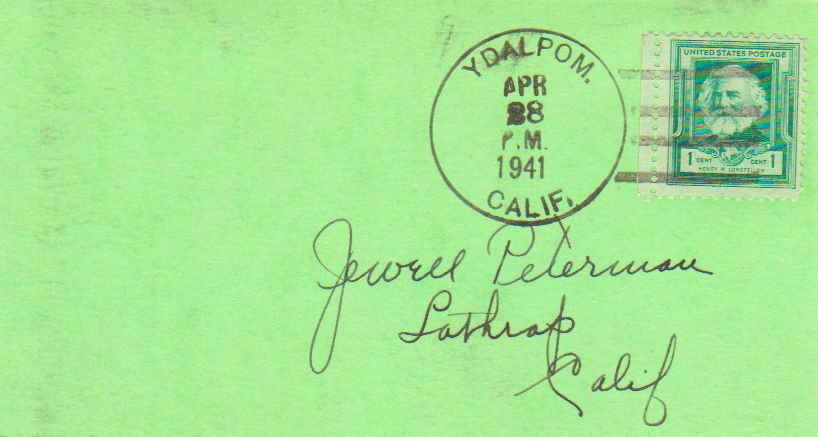 YDALPOM.
APR
28
P.M.
1941
CALIF.
UNITED STATES POSTAGE
1 CENT CENT 1
HENRY W. LONGFELLOW
Jewell Peterman
Lathrop
Calif